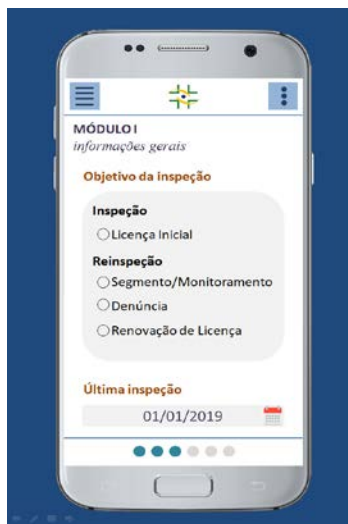 MÓDULO I
informações gerais
Objetivo da inspeção
Inspeção
Licença Inicial
Reinspeção
Segmento/Monitoramento
Denúncia
Renovação de Licença
Última inspeção
01/01/2019